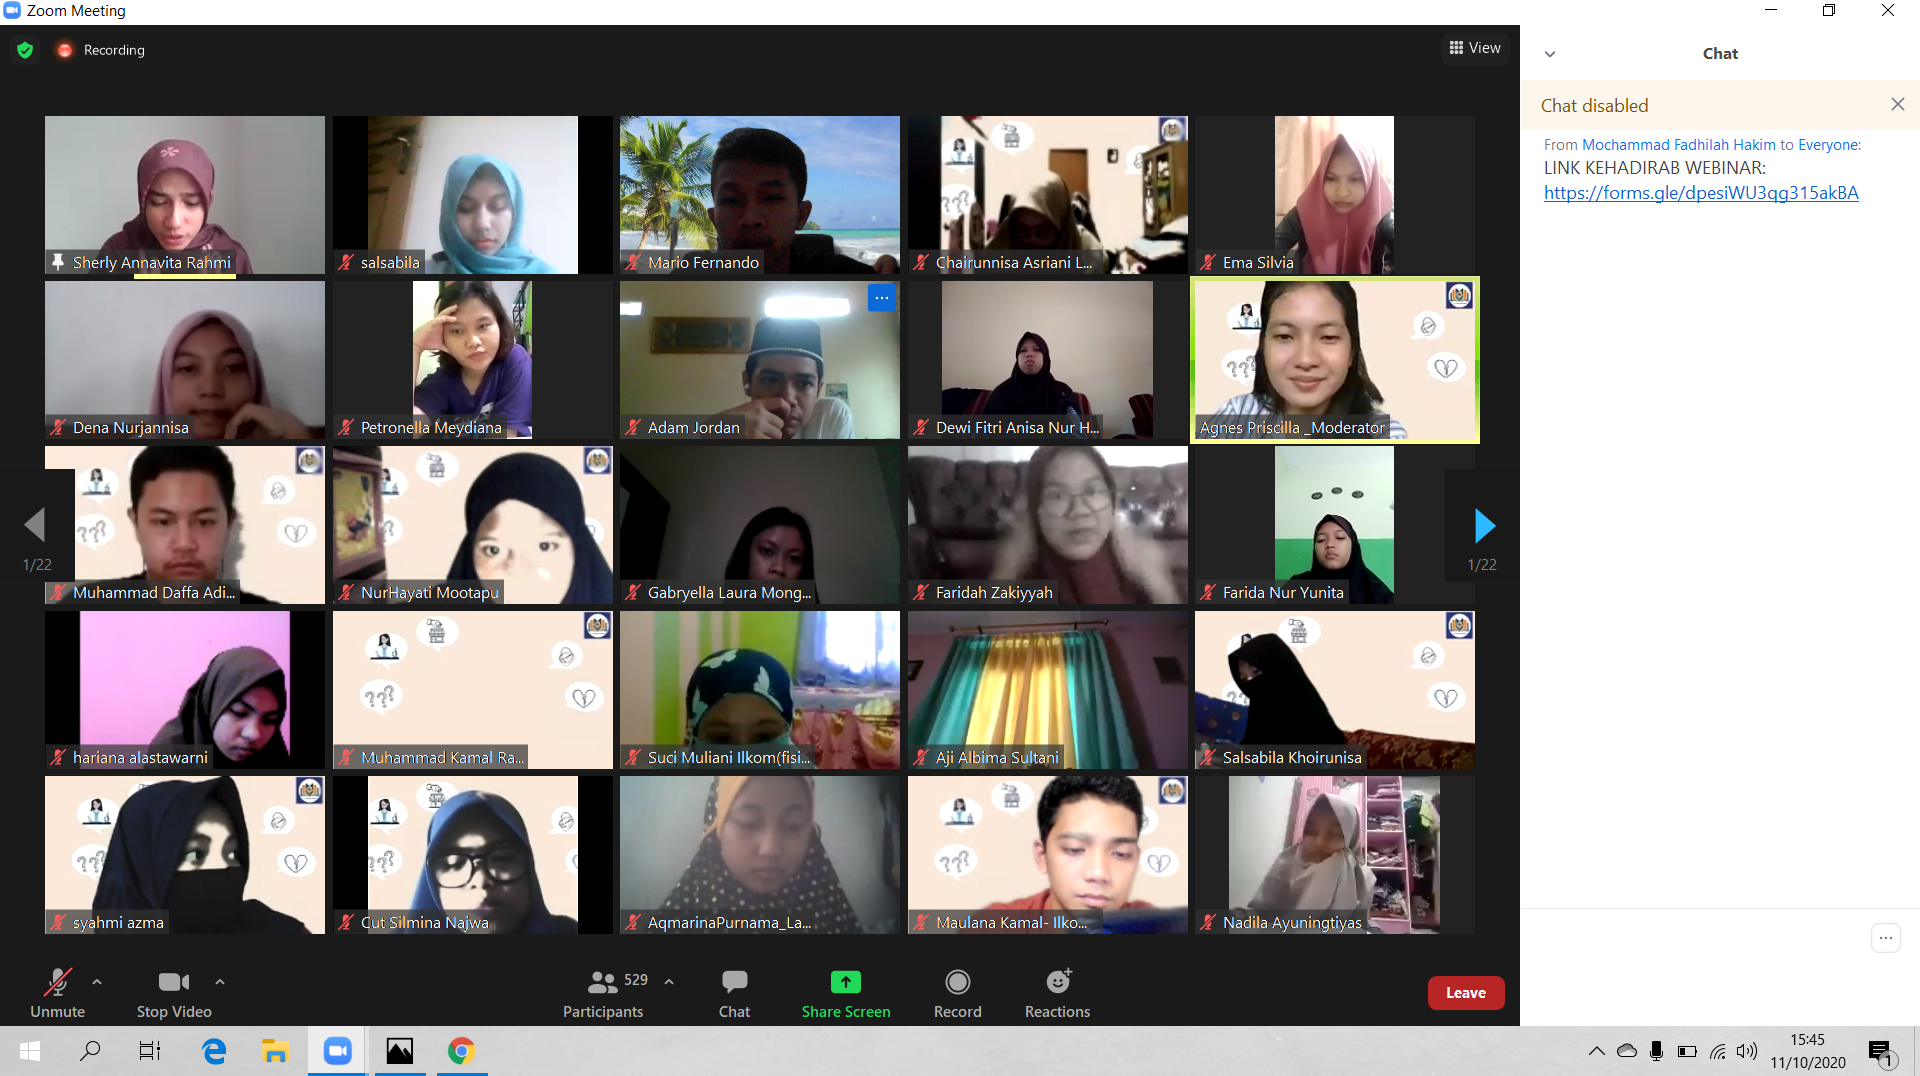 Zoom Meeting
Recording
View
Sherly Annavita Rahmi
salsabila
Mario Fernando
Chairunnisa Asriani L...
Ema Silvia
Dena Nurjannisa
Petronella Meydiana
Adam Jordan
Dewi Fitri Anisa Nur H...
Agnes Priscilla _Moderator
Muhammad Daffa Adi...
NurHayati Mootapu
Gabryella Laura Mong...
Faridah Zakiyyah
Farida Nur Yunita
1/22
1/22
hariana alastawarni
Muhammad Kamal Ra...
Suci Muliani Ilkom(fisi...
Aji Albima Sultani
Salsabila Khoirunisa
syahmi azma
Cut Silmina Najwa
AqmarinaPurnama_La...
Maulana Kamal- Ilko...
Nadila Ayuningtiyas
Unmute
Stop Video
529
Participants
Chat
Share Screen
Record
Reactions
Leave
Chat
Chat disabled
From Mochammad Fadhilah Hakim to Everyone:
LINK KEHADIRAB WEBINAR:
https://forms.gle/dpesiWU3qg315akBA
15:45
11/10/2020
1